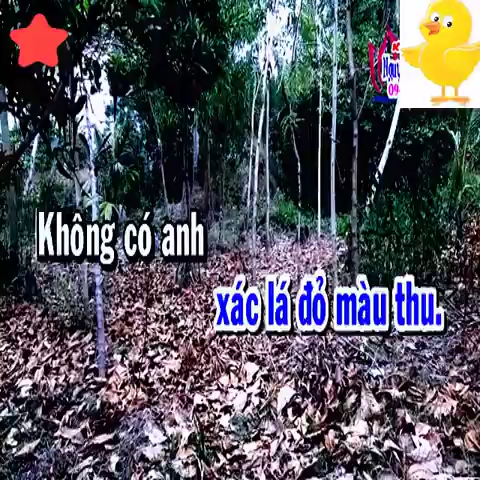 Không có anh
xác lá đỏ màu thu.